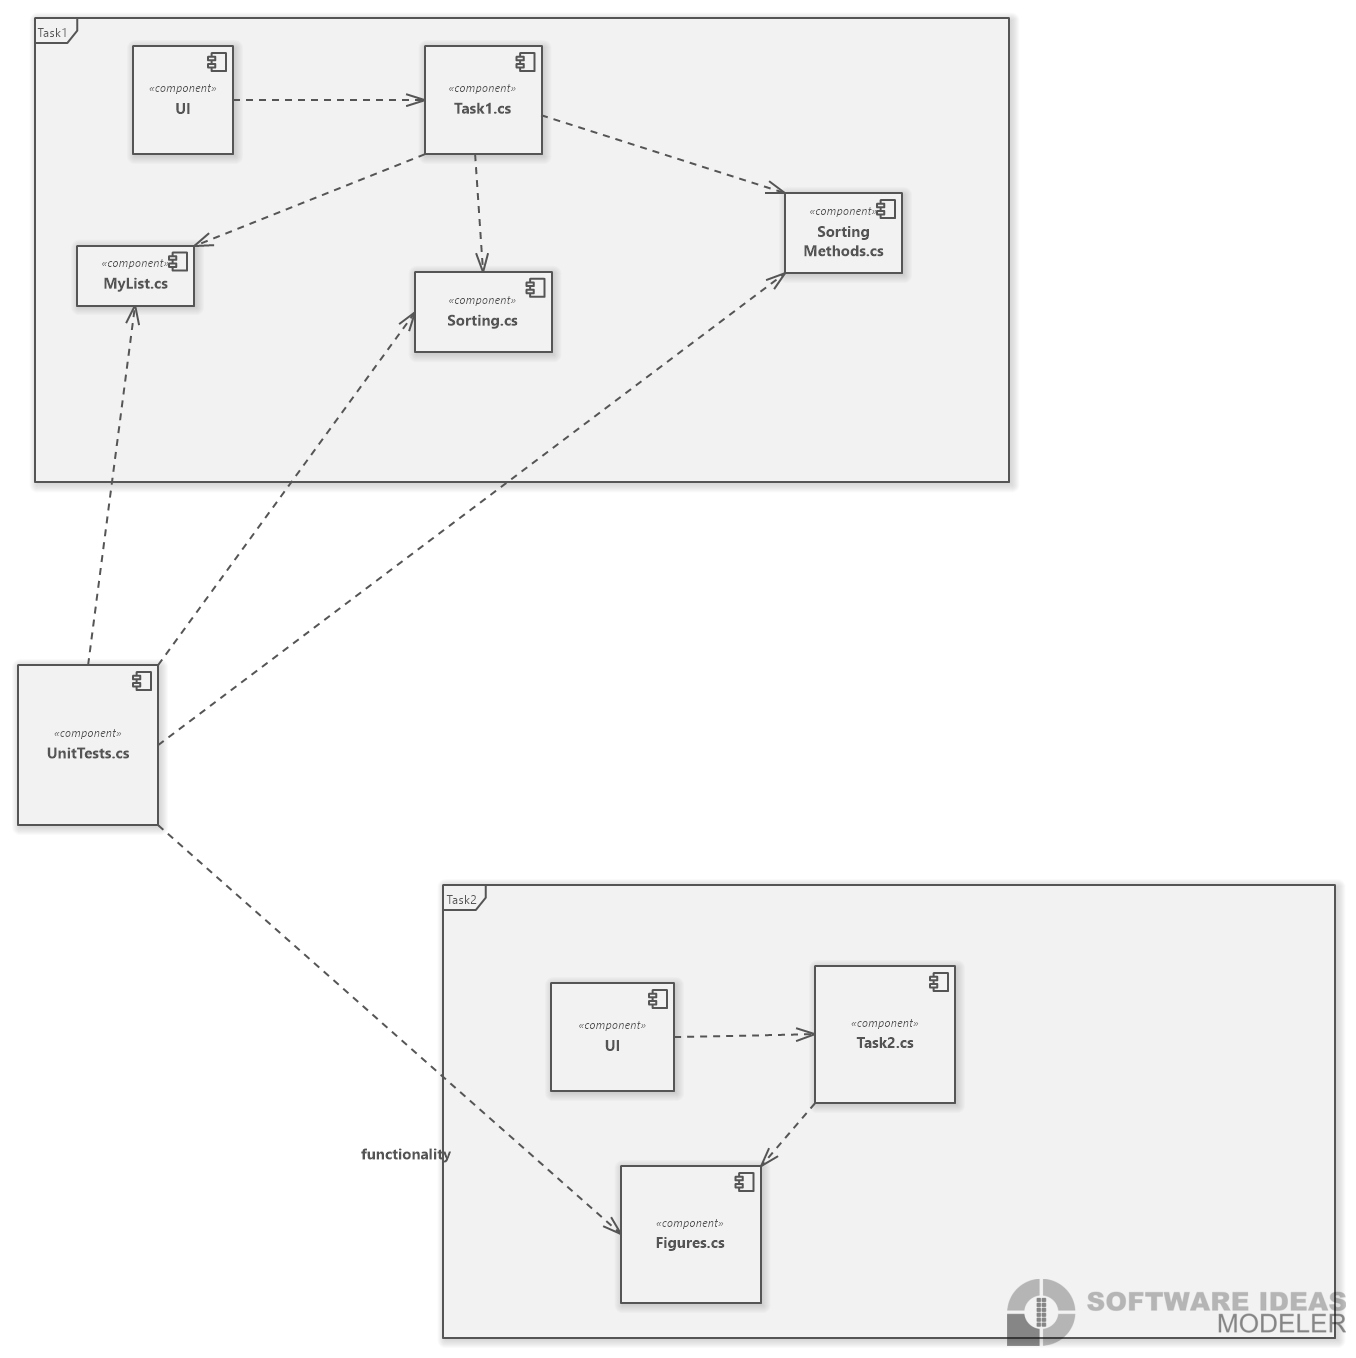 Task1
«component»
UI
«component»
Task1.cs
«component»
Sorting
Methods.cs
«component»
MyList.cs
«component»
Sorting.cs
«component»
UnitTests.cs
Task2
«component»
UI
«component»
Task2.cs
functionality
«component»
Figures.cs
SOFTWARE IDEAS
MODELER